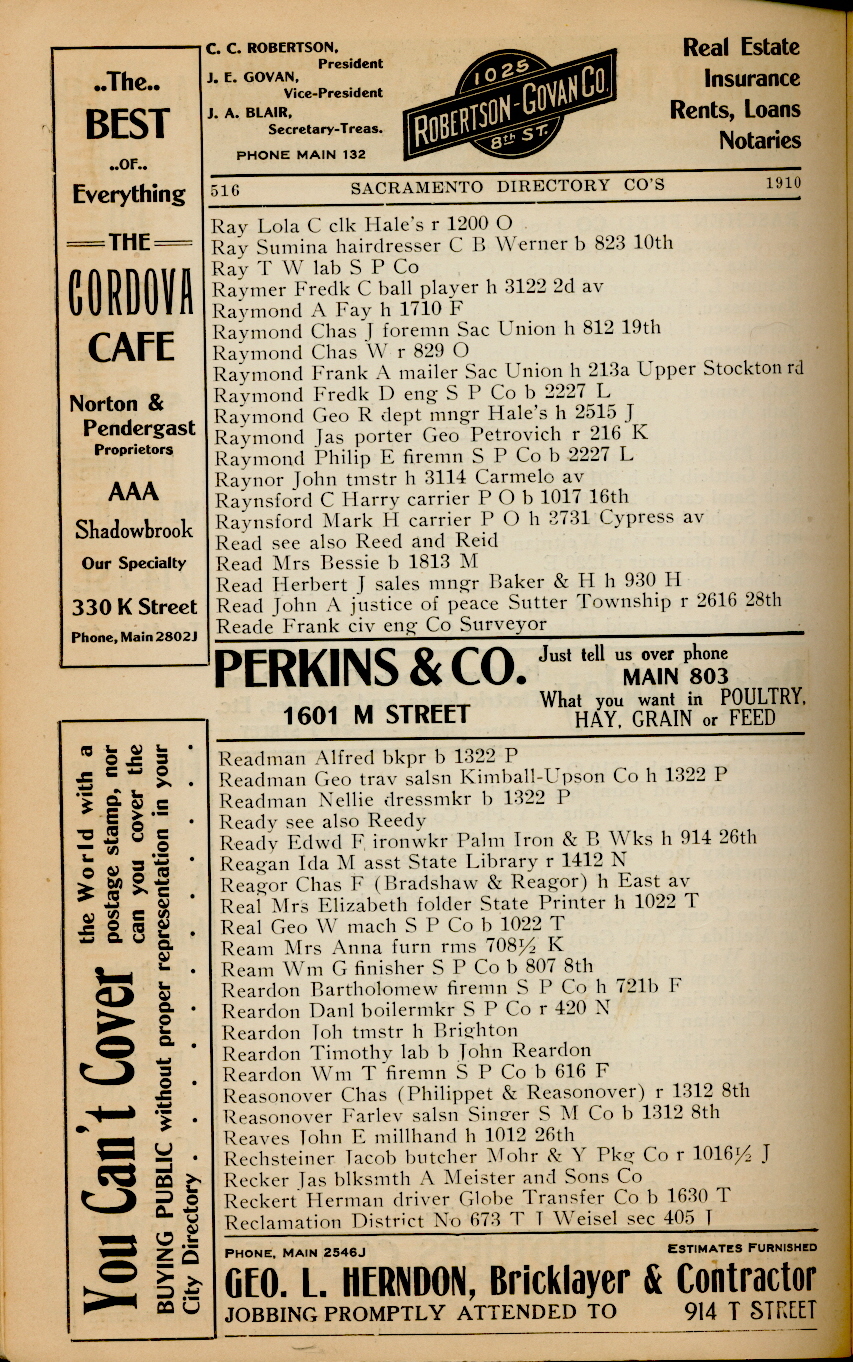 C. C. ROBERTSON,
President
J. E. GOVAN,
Vice-President
J. A. BLAIR,
Secretary-Treas.
PHONE MAIN 132
1025
ROBERTSON-GOVAN CO.
8th ST.
Real Estate
Insurance
Rents, Loans
Notaries
516 SACRAMENTO DIRECTORY CO'S 1910
..The..
BEST
..OF..
Everything
THE
CORDOVA
CAFE
Norton &
Pendergast
Proprietors
AAA
Shadowbrook
Our Specialty
330 K Street
Phone, Main 2802J
Ray Lola C clk Hale's r 1200 O
Ray Sumina hairdresser C B Werner b 823 10th
Ray T W lab S P Co
Raymer Fredk C ball player h 3122 2d av
Raymond A Fay h 1710 F
Raymond Chas J foremn Sac Union h 812 19th
Raymond Chas W r 829 O
Raymond Frank A mailer Sac Union h 213a Upper Stockton rd
Raymond Fredk D eng S P Co b 2227 L
Raymond Geo R dept mngr Hale's h 2515 J
Raymond Jas porter Geo Petrovich r 216 K
Raymond Philip E firemn S P Co b 2227 L
Raynor John tmstr h 3114 Carmelo av
Raynsford C Harry carrier P O b 1017 16th
Raynsford Mark H carrier P O h 3731 Cypress av
Read see also Reed and Reid
Read Mrs Bessie b 1813 M
Read Herbert J sales mngr Baker & H h 930 H
Read John A justice of peace Sutter Township r 2616 28th
Reade Frank civ eng Co Surveyor
PERKINS & CO.
1601 M STREET
Just tell us over phone
MAIN 803
What you want in POULTRY,
HAY, GRAIN or FEED
You Can't Cover the World with a
postage stamp, nor
can you cover the
BUYING PUBLIC without proper representation in your
City Directory . . . . . . . .
Readman Alfred bkpr b 1322 P
Readman Geo trav salsn Kimball-Upson Co h 1322 P
Readman Nellie dressmkr b 1322 P
Ready see also Reedy
Ready Edwd F ironwkr Palm Iron & B Wks h 914 26th
Reagan Ida M asst State Library r 1412 N
Reagor Chas F (Bradshaw & Reagor) h East av
Real Mrs Elizabeth folder State Printer h 1022 T
Real Geo W mach S P Co b 1022 T
Ream Mrs Anna furn rms 708½ K
Ream Wm G finisher S P Co b 807 8th
Reardon Bartholomew firemn S P Co h 721b F
Reardon Danl boilermkr S P Co r 420 N
Reardon Joh tmstr h Brighton
Reardon Timothy lab b John Reardon
Reardon Wm T firemn S P Co b 616 F
Reasonover Chas (Philippet & Reasonover) r 1312 8th
Reasonover Farley salsn Singer S M Co b 1312 8th
Reaves John E millhand h 1012 26th
Rechsteiner Jacob butcher Mohr & Y Pkg Co r 1016½ J
Recker Jas blksmth A Meister and Sons Co
Reckert Herman driver Globe Transfer Co b 1630 T
Reclamation District No 673 T J Weisel sec 405 J
PHONE, MAIN 2546J ESTIMATES FURNISHED
GEO. L. HERNDON, Bricklayer & Contractor
JOBBING PROMPTLY ATTENDED TO 914 T STREET